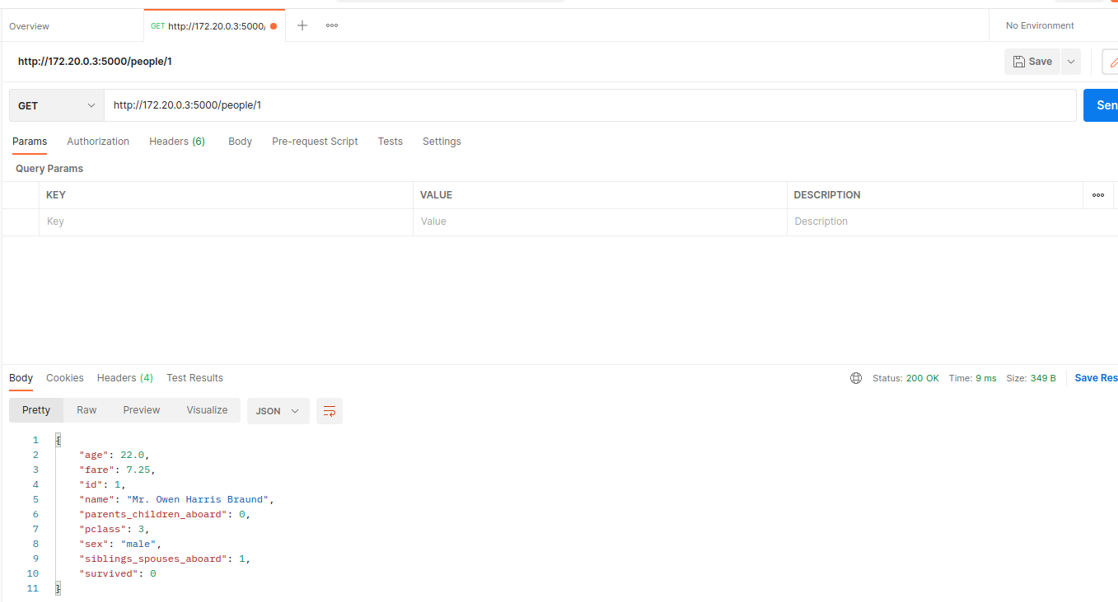 Overview GET http://172.20.0.3:5000, + ooo No Environment
http://172.20.0.3:5000/people/1 Save
GET http://172.20.0.3:5000/people/1 Sen
Params Authorization Headers (6) Body Pre-request Script Tests Settings
Query Params
KEY VALUE DESCRIPTION ooo
Key Value Description
Body Cookies Headers (4) Test Results Status: 200 OK Time: 9 ms Size: 349 B Save Res
Pretty Raw Preview Visualize JSON
1 {
2 "age": 22.0,
3 "fare": 7.25,
4 "id": 1,
5 "name": "Mr. Owen Harris Braund",
6 "parents_children_aboard": 0,
7 "pclass": 3,
8 "sex": "male",
9 "siblings_spouses_aboard": 1,
10 "survived": 0
11 }